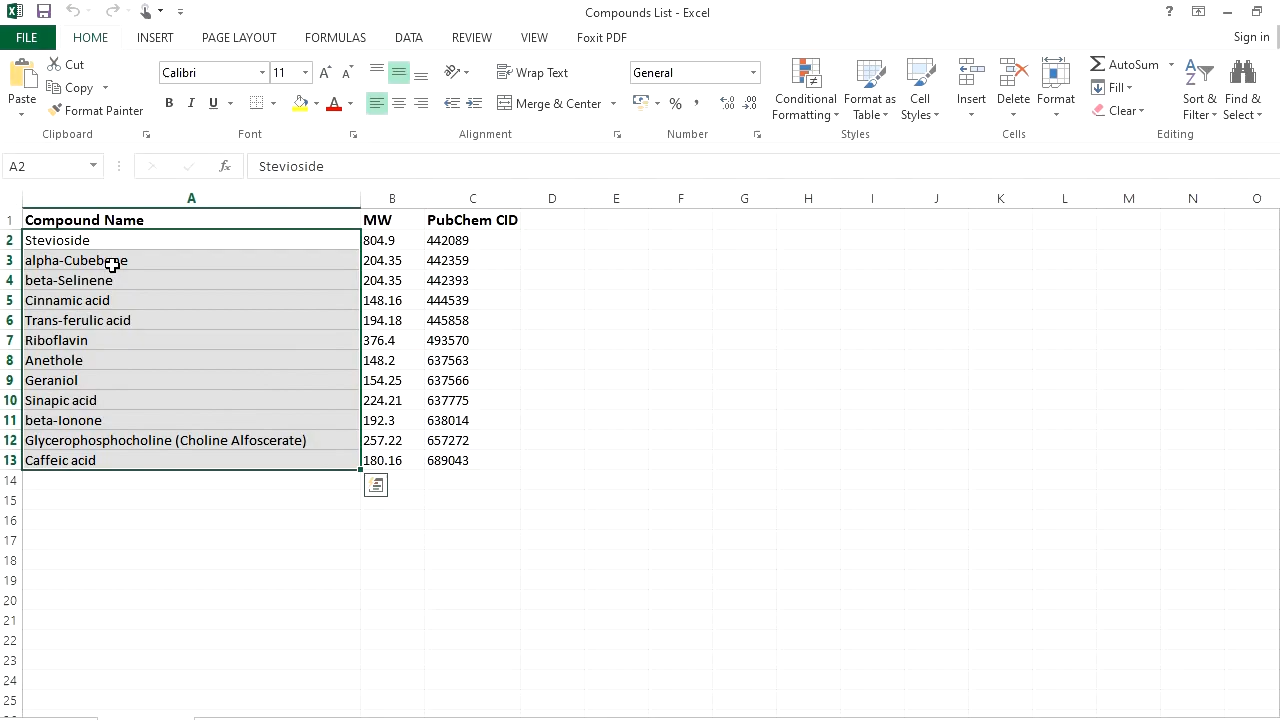 Compounds List - Excel
? Sign in
FILE HOME INSERT PAGE LAYOUT FORMULAS DATA REVIEW VIEW Foxit PDF
Paste Cut Copy Format Painter
Calibri 11 A A
B I U A
Wrap Text
Merge & Center
General
% , .0 .00 .00 .0
Conditional Formatting Format as Table Cell Styles
Insert Delete Format
AutoSum Fill Clear
Sort & Filter Find & Select
Clipboard Font Alignment Number Styles Cells Editing
A2 fx Stevioside
A B C D E F G H I J K L M N O
1 Compound Name MW PubChem CID
2 Stevioside 804.9 442089
3 alpha-Cubebene 204.35 442359
4 beta-Selinene 204.35 442393
5 Cinnamic acid 148.16 444539
6 Trans-ferulic acid 194.18 445858
7 Riboflavin 376.4 493570
8 Anethole 148.2 637563
9 Geraniol 154.25 637566
10 Sinapic acid 224.21 637775
11 beta-Ionone 192.3 638014
12 Glycerophosphocholine (Choline Alfoscerate) 257.22 657272
13 Caffeic acid 180.16 689043
14
15
16
17
18
19
20
21
22
23
24
25